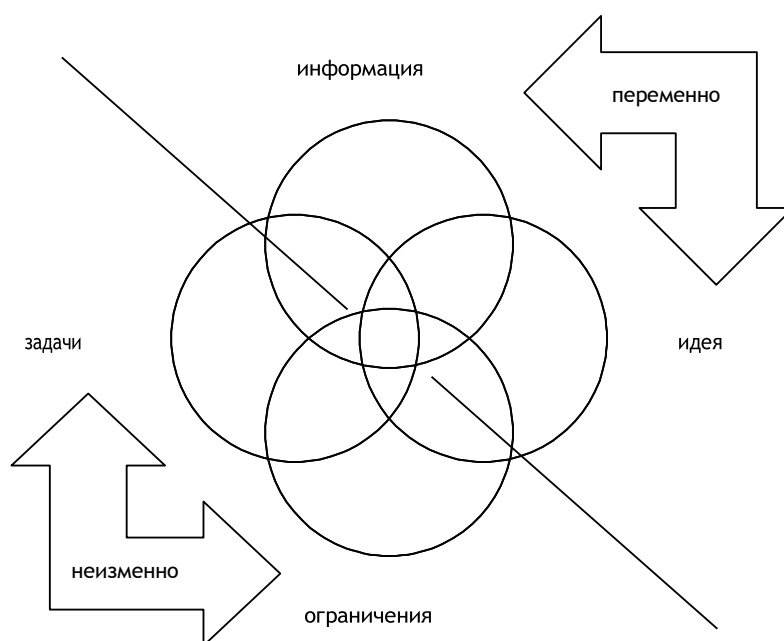 информация
переменно
задачи
идея
неизменно
ограничения